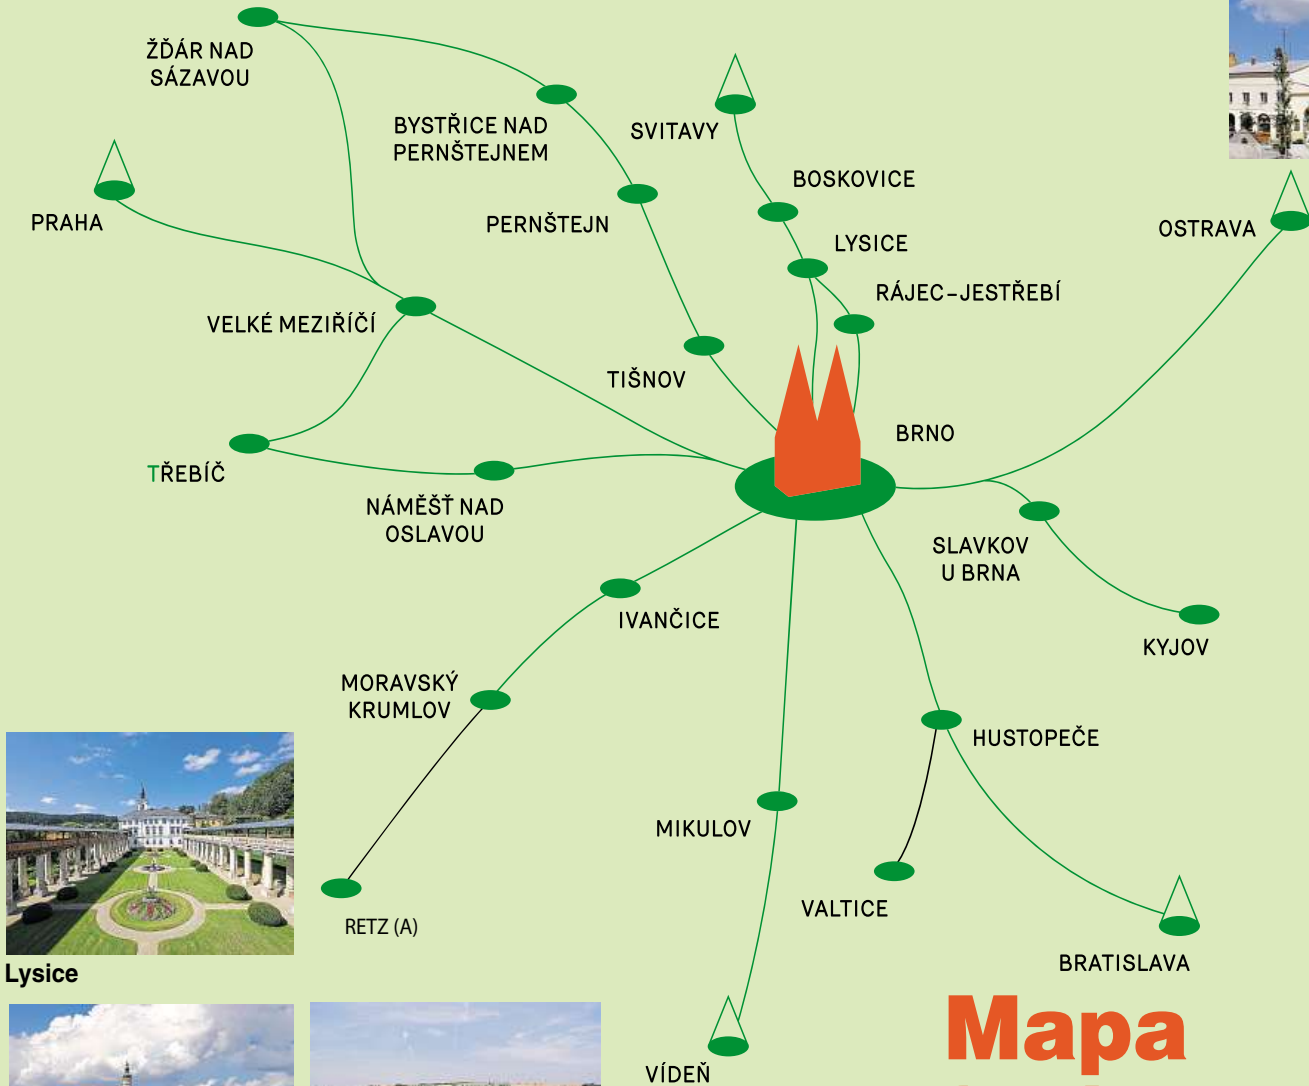 ŽĎÁR NAD
SÁZAVOU
BYSTŘICE NAD
PERNŠTEJNEM
SVITAVY
BOSKOVICE
PRAHA
PERNŠTEJN
OSTRAVA
LYSICE
RÁJEC–JESTŘEBÍ
VELKÉ MEZIŘÍČÍ
TIŠNOV
BRNO
TŘEBÍČ
NÁMĚŠŤ NAD
OSLAVOU
SLAVKOV
U BRNA
IVANČICE
KYJOV
MORAVSKÝ
KRUMLOV
HUSTOPEČE
MIKULOV
VALTICE
RETZ (A)
BRATISLAVA
Lysice
Mapa
VÍDEŇ